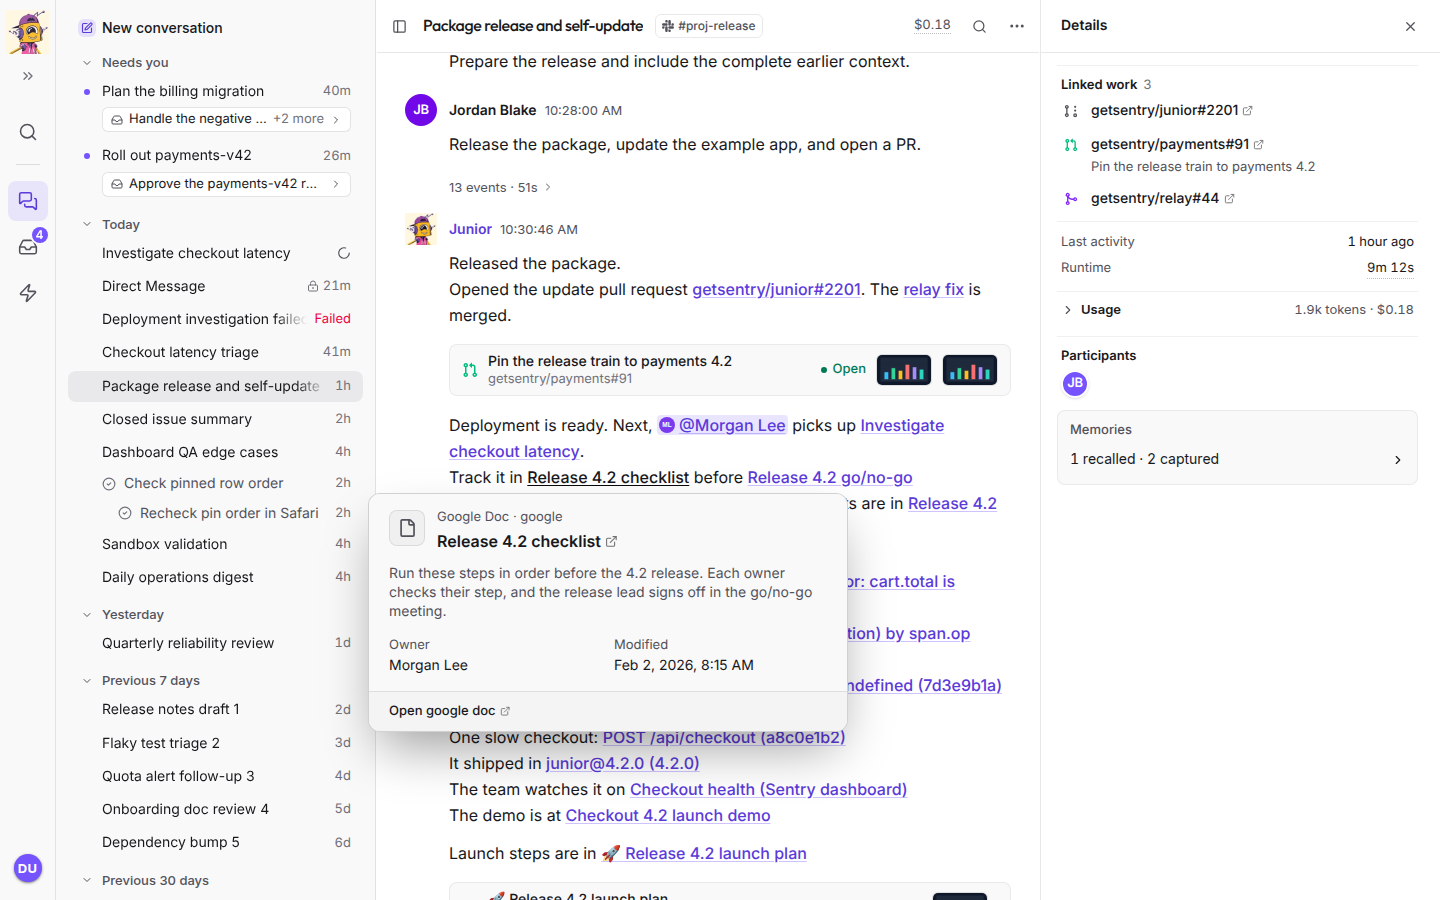 New conversation
Needs you
Plan the billing migration 40m
Handle the negative ... +2 more
Roll out payments-v42 26m
Approve the payments-v42 r...
Today
Investigate checkout latency
Direct Message 21m
Deployment investigation failed Failed
Checkout latency triage 41m
Package release and self-update 1h
Closed issue summary 2h
Dashboard QA edge cases 4h
Check pinned row order 2h
Recheck pin order in Safari 2h
Sandbox validation 4h
Daily operations digest 4h
Yesterday
Quarterly reliability review 1d
Previous 7 days
Release notes draft 1 2d
Flaky test triage 2 3d
Quota alert follow-up 3 4d
Onboarding doc review 4 5d
Dependency bump 5 6d
Previous 30 days
4
DU
Package release and self-update #proj-release $0.18
Prepare the release and include the complete earlier context.
JB Jordan Blake 10:28:00 AM
Release the package, update the example app, and open a PR.
13 events · 51s
Junior 10:30:46 AM
Released the package.
Opened the update pull request getsentry/junior#2201. The relay fix is
merged.
Pin the release train to payments 4.2
getsentry/payments#91
Open
Deployment is ready. Next, ML @Morgan Lee picks up Investigate
checkout latency.
Track it in Release 4.2 checklist before Release 4.2 go/no-go
s are in Release 4.2
or: cart.total is
tion) by span.op
ndefined (7d3e9b1a)
Google Doc · google
Release 4.2 checklist
Run these steps in order before the 4.2 release. Each owner
checks their step, and the release lead signs off in the go/no-go
meeting.
Owner Modified
Morgan Lee Feb 2, 2026, 8:15 AM
Open google doc
One slow checkout: POST /api/checkout (a8c0e1b2)
It shipped in junior@4.2.0 (4.2.0)
The team watches it on Checkout health (Sentry dashboard)
The demo is at Checkout 4.2 launch demo
Launch steps are in 🚀 Release 4.2 launch plan
🚀 Release 4.2 launch plan
Details
Linked work 3
getsentry/junior#2201
getsentry/payments#91
Pin the release train to payments 4.2
getsentry/relay#44
Last activity 1 hour ago
Runtime 9m 12s
Usage 1.9k tokens · $0.18
Participants
JB
Memories
1 recalled · 2 captured